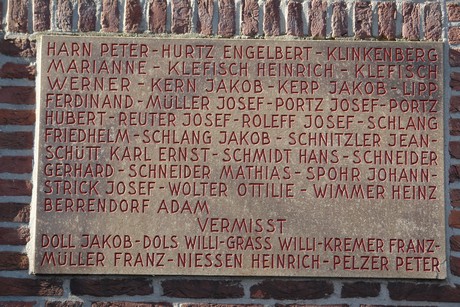 HARN PETER - HURTZ ENGELBERT - KLINKENBERG
MARIANNE - KLEFISCH HEINRICH - KLEFISCH
WERNER - KERN JAKOB - KERP JAKOB - LIPP
FERDINAND - MÜLLER JOSEF - PORTZ JOSEF - PORTZ
HUBERT - REUTER JOSEF - ROLEFF JOSEF - SCHLANG
FRIEDHELM - SCHLANG JAKOB - SCHNITZLER JEAN -
SCHÜTT KARL ERNST - SCHMIDT HANS - SCHNEIDER
GERHARD - SCHNEIDER MATHIAS - SPOHR JOHANN -
STRICK JOSEF - WOLTER OTTILIE - WIMMER HEINZ
BERRENDORF ADAM
VERMISST
DOLL JAKOB - DOLS WILLI - GRASS WILLI - KREMER FRANZ -
MÜLLER FRANZ - NIESSEN HEINRICH - PELZER PETER